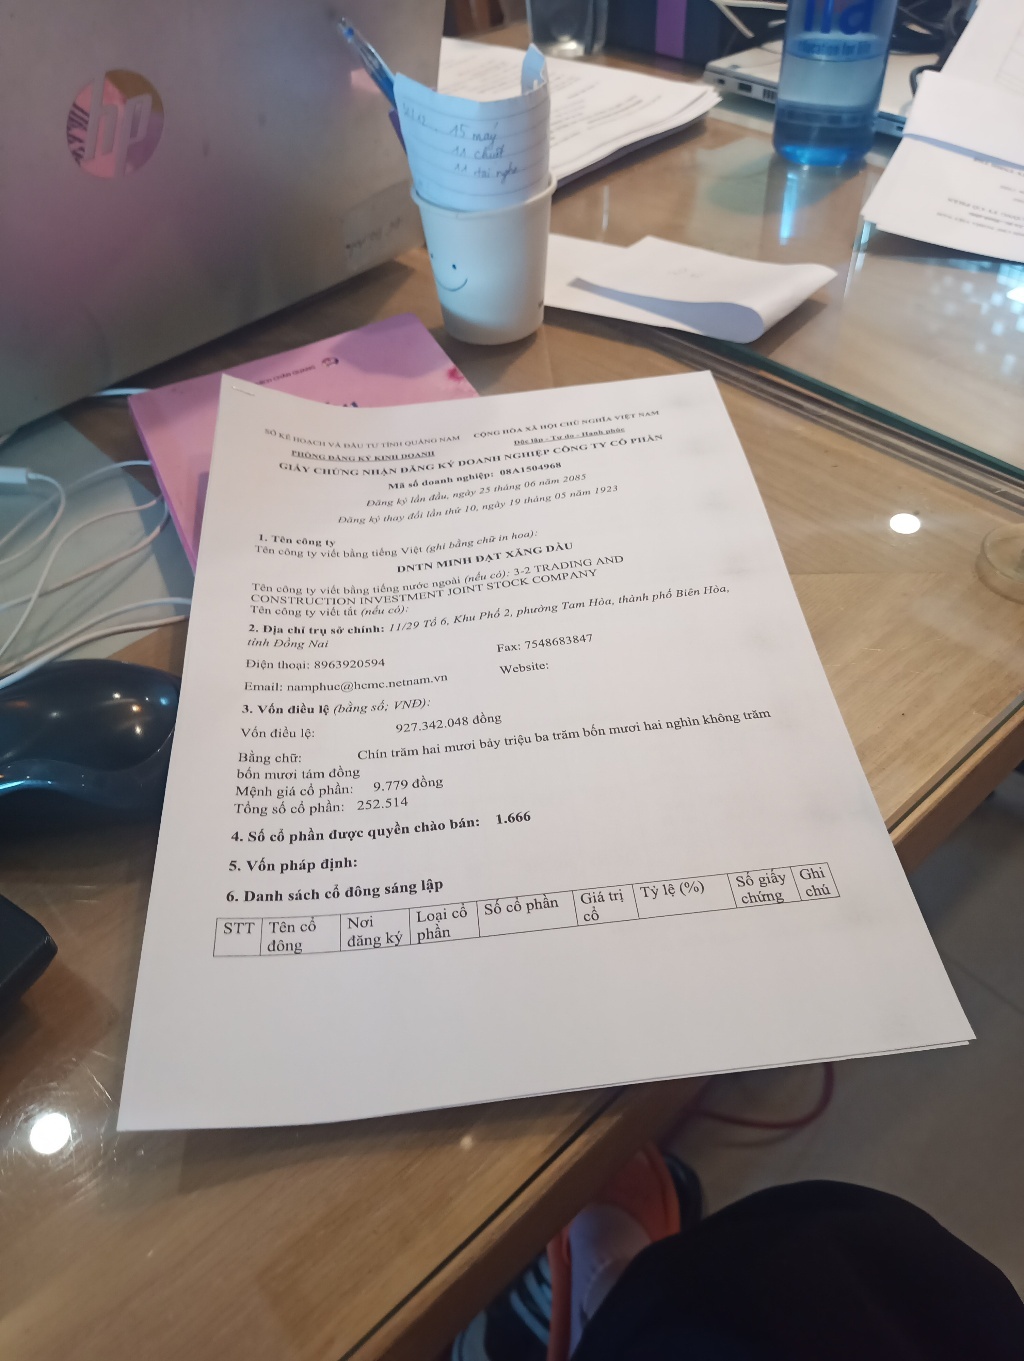 hp
15 máy
11 chuột
11 tai nghe
SỞ KẾ HOẠCH VÀ ĐẦU TƯ TỈNH QUẢNG NAM CỘNG HÒA XÃ HỘI CHỦ NGHĨA VIỆT NAM
PHÒNG ĐĂNG KÝ KINH DOANH Độc lập - Tự do - Hạnh phúc
GIẤY CHỨNG NHẬN ĐĂNG KÝ DOANH NGHIỆP CÔNG TY CỔ PHẦN
Mã số doanh nghiệp: 08A1504968
Đăng ký lần đầu, ngày 25 tháng 06 năm 2085
Đăng ký thay đổi lần thứ 10, ngày 19 tháng 05 năm 1923
1. Tên công ty
Tên công ty viết bằng tiếng Việt (ghi bằng chữ in hoa):
DNTN MINH ĐẠT XĂNG DẦU
Tên công ty viết bằng tiếng nước ngoài (nếu có): 3-2 TRADING AND
CONSTRUCTION INVESTMENT JOINT STOCK COMPANY
Tên công ty viết tắt (nếu có):
2. Địa chỉ trụ sở chính: 11/29 Tổ 6, Khu Phố 2, phường Tam Hòa, thành phố Biên Hòa,
tỉnh Đồng Nai
Điện thoại: 8963920594 Fax: 7548683847
Email: namphuc@hcmc.netnam.vn Website:
3. Vốn điều lệ (bằng số; VNĐ):
Vốn điều lệ: 927.342.048 đồng
Bằng chữ: Chín trăm hai mươi bảy triệu ba trăm bốn mươi hai nghìn không trăm
bốn mươi tám đồng
Mệnh giá cổ phần: 9.779 đồng
Tổng số cổ phần: 252.514
4. Số cổ phần được quyền chào bán: 1.666
5. Vốn pháp định:
6. Danh sách cổ đông sáng lập
STT Tên cổ Nơi Loại cổ Số cổ phần Giá trị Tỷ lệ (%) Số giấy Ghi
đông đăng ký phần cổ chứng chú